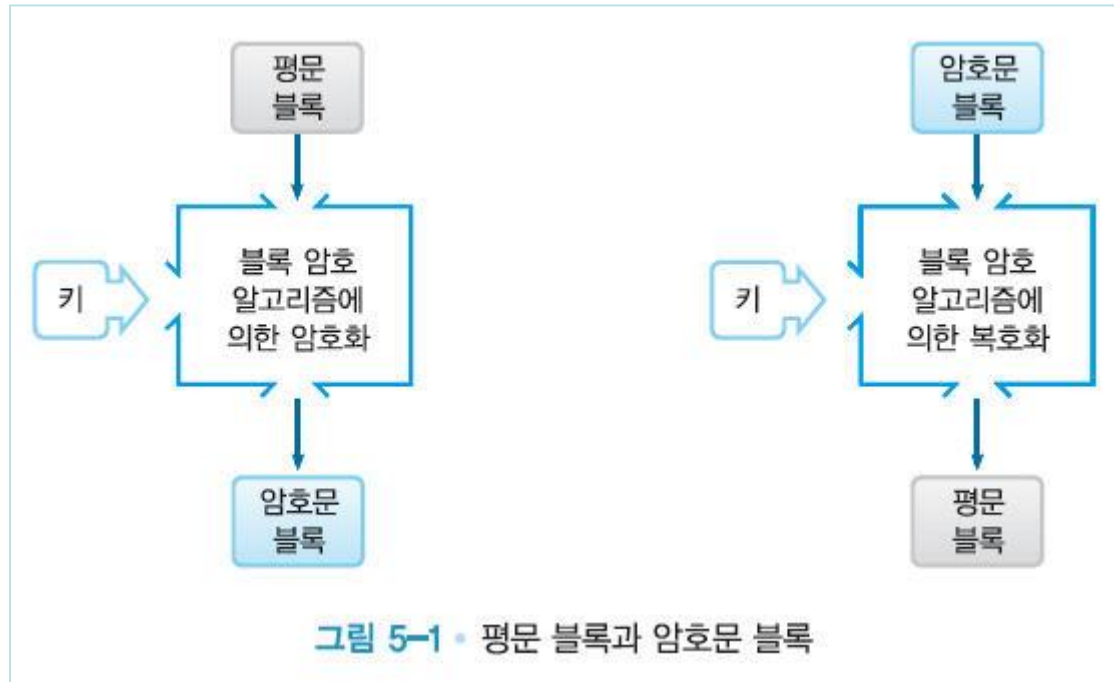 평문
블록
키
블록 암호
알고리즘에
의한 암호화
암호문
블록
암호문
블록
키
블록 암호
알고리즘에
의한 복호화
평문
블록
그림 5-1 • 평문 블록과 암호문 블록